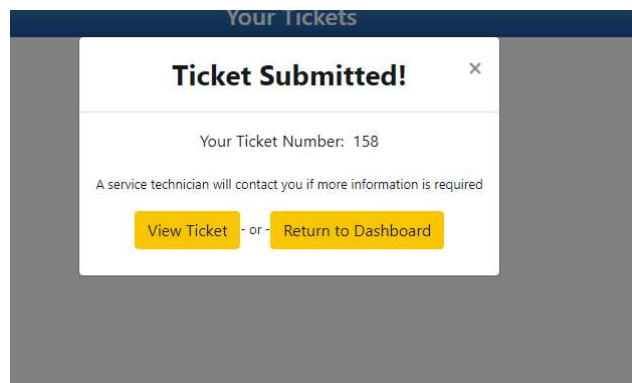 Your Tickets
Ticket Submitted! ×
Your Ticket Number: 158
A service technician will contact you if more information is required
View Ticket - or - Return to Dashboard